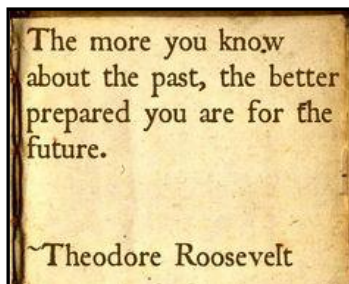 The more you know
about the past, the better
prepared you are for the
future.
~Theodore Roosevelt